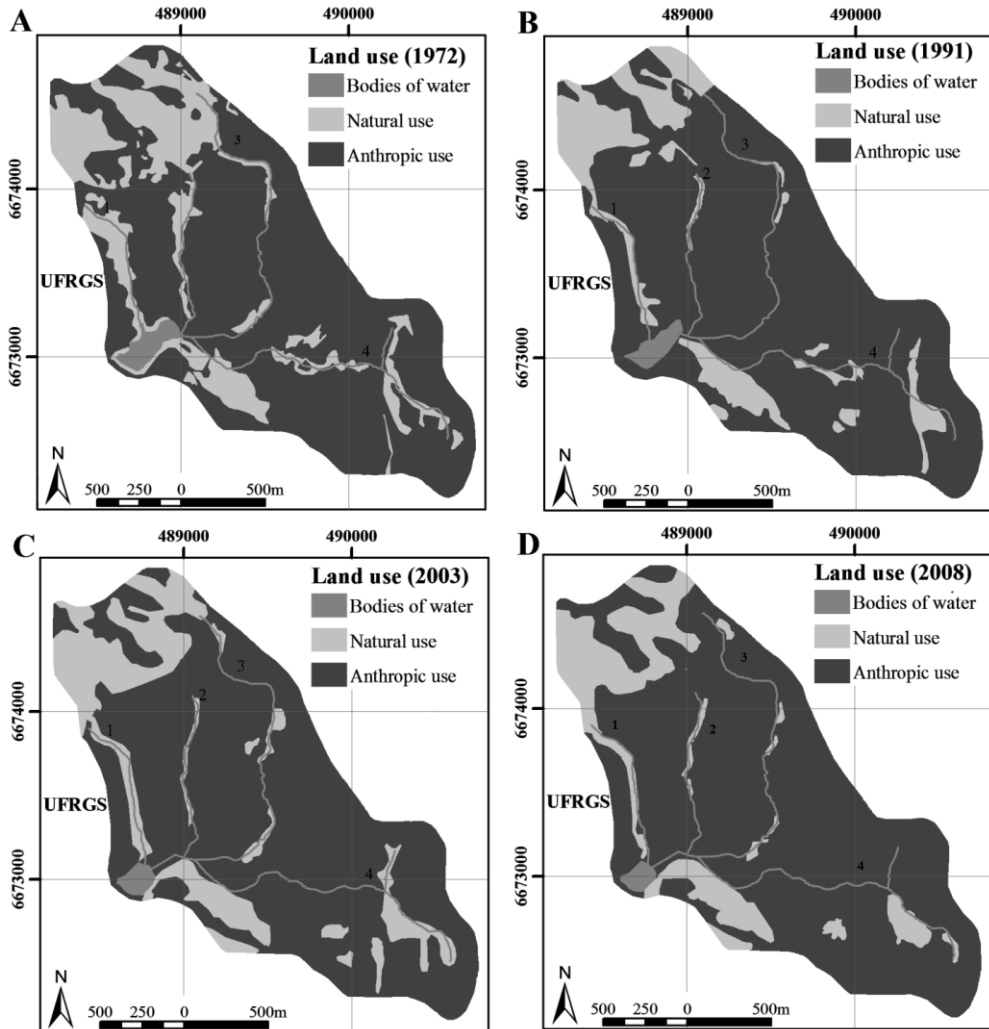 A
489000 490000
Land use (1972)
Bodies of water
Natural use
Anthropic use
3
6674000
1
UFRGS
4
6673000
N
500 250 0 500m
B
489000 490000
Land use (1991)
Bodies of water
Natural use
Anthropic use
3
2
6674000
1
UFRGS
4
6673000
N
500 250 0 500m
C
489000 490000
Land use (2003)
Bodies of water
Natural use
Anthropic use
3
2
6674000
1
UFRGS
4
6673000
N
500 250 0 500m
D
489000 490000
Land use (2008)
Bodies of water
Natural use
Anthropic use
3
6674000
1
2
UFRGS
4
6673000
N
500 250 0 500m